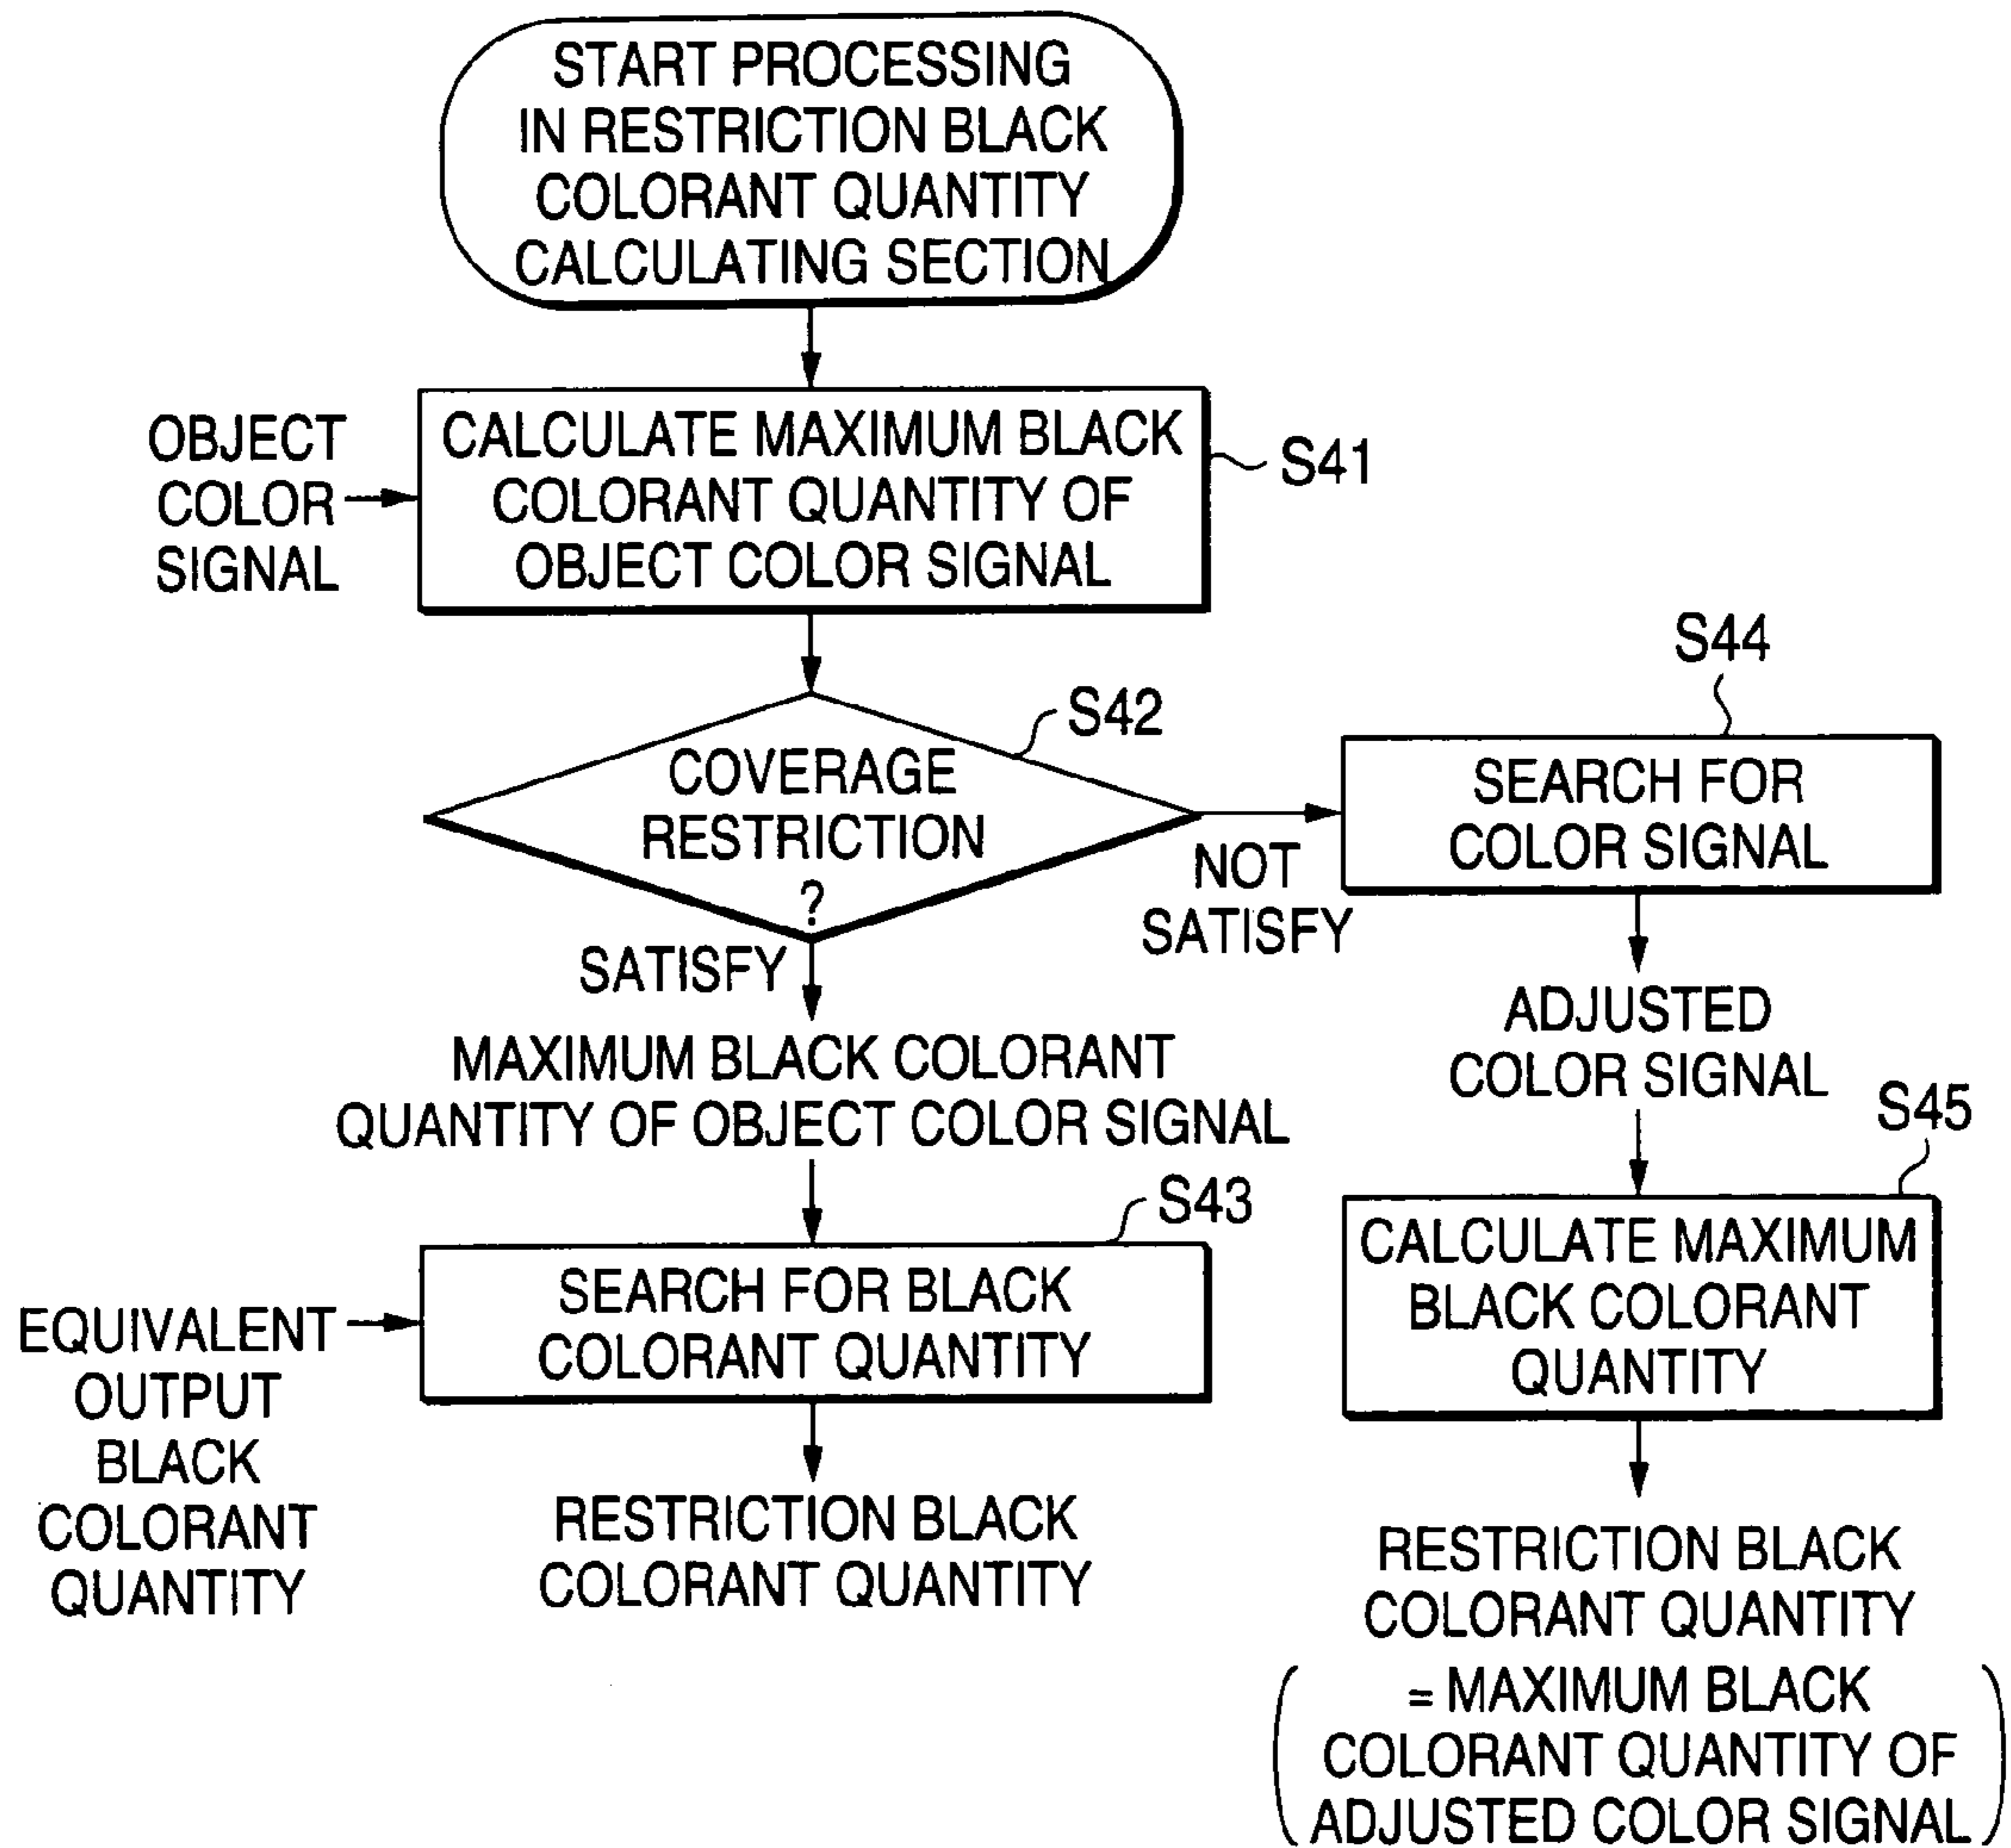 START PROCESSING
IN RESTRICTION BLACK
COLORANT QUANTITY
CALCULATING SECTION
OBJECT
COLOR
SIGNAL
CALCULATE MAXIMUM BLACK
COLORANT QUANTITY OF
OBJECT COLOR SIGNAL
S41
COVERAGE
RESTRICTION
?
S42
NOT
SATISFY
SATISFY
S44
SEARCH FOR
COLOR SIGNAL
ADJUSTED
COLOR SIGNAL
MAXIMUM BLACK COLORANT
QUANTITY OF OBJECT COLOR SIGNAL
S43
SEARCH FOR BLACK
COLORANT QUANTITY
EQUIVALENT
OUTPUT
BLACK
COLORANT
QUANTITY
RESTRICTION BLACK
COLORANT QUANTITY
S45
CALCULATE MAXIMUM
BLACK COLORANT
QUANTITY
RESTRICTION BLACK
COLORANT QUANTITY
( = MAXIMUM BLACK
COLORANT QUANTITY OF
ADJUSTED COLOR SIGNAL )